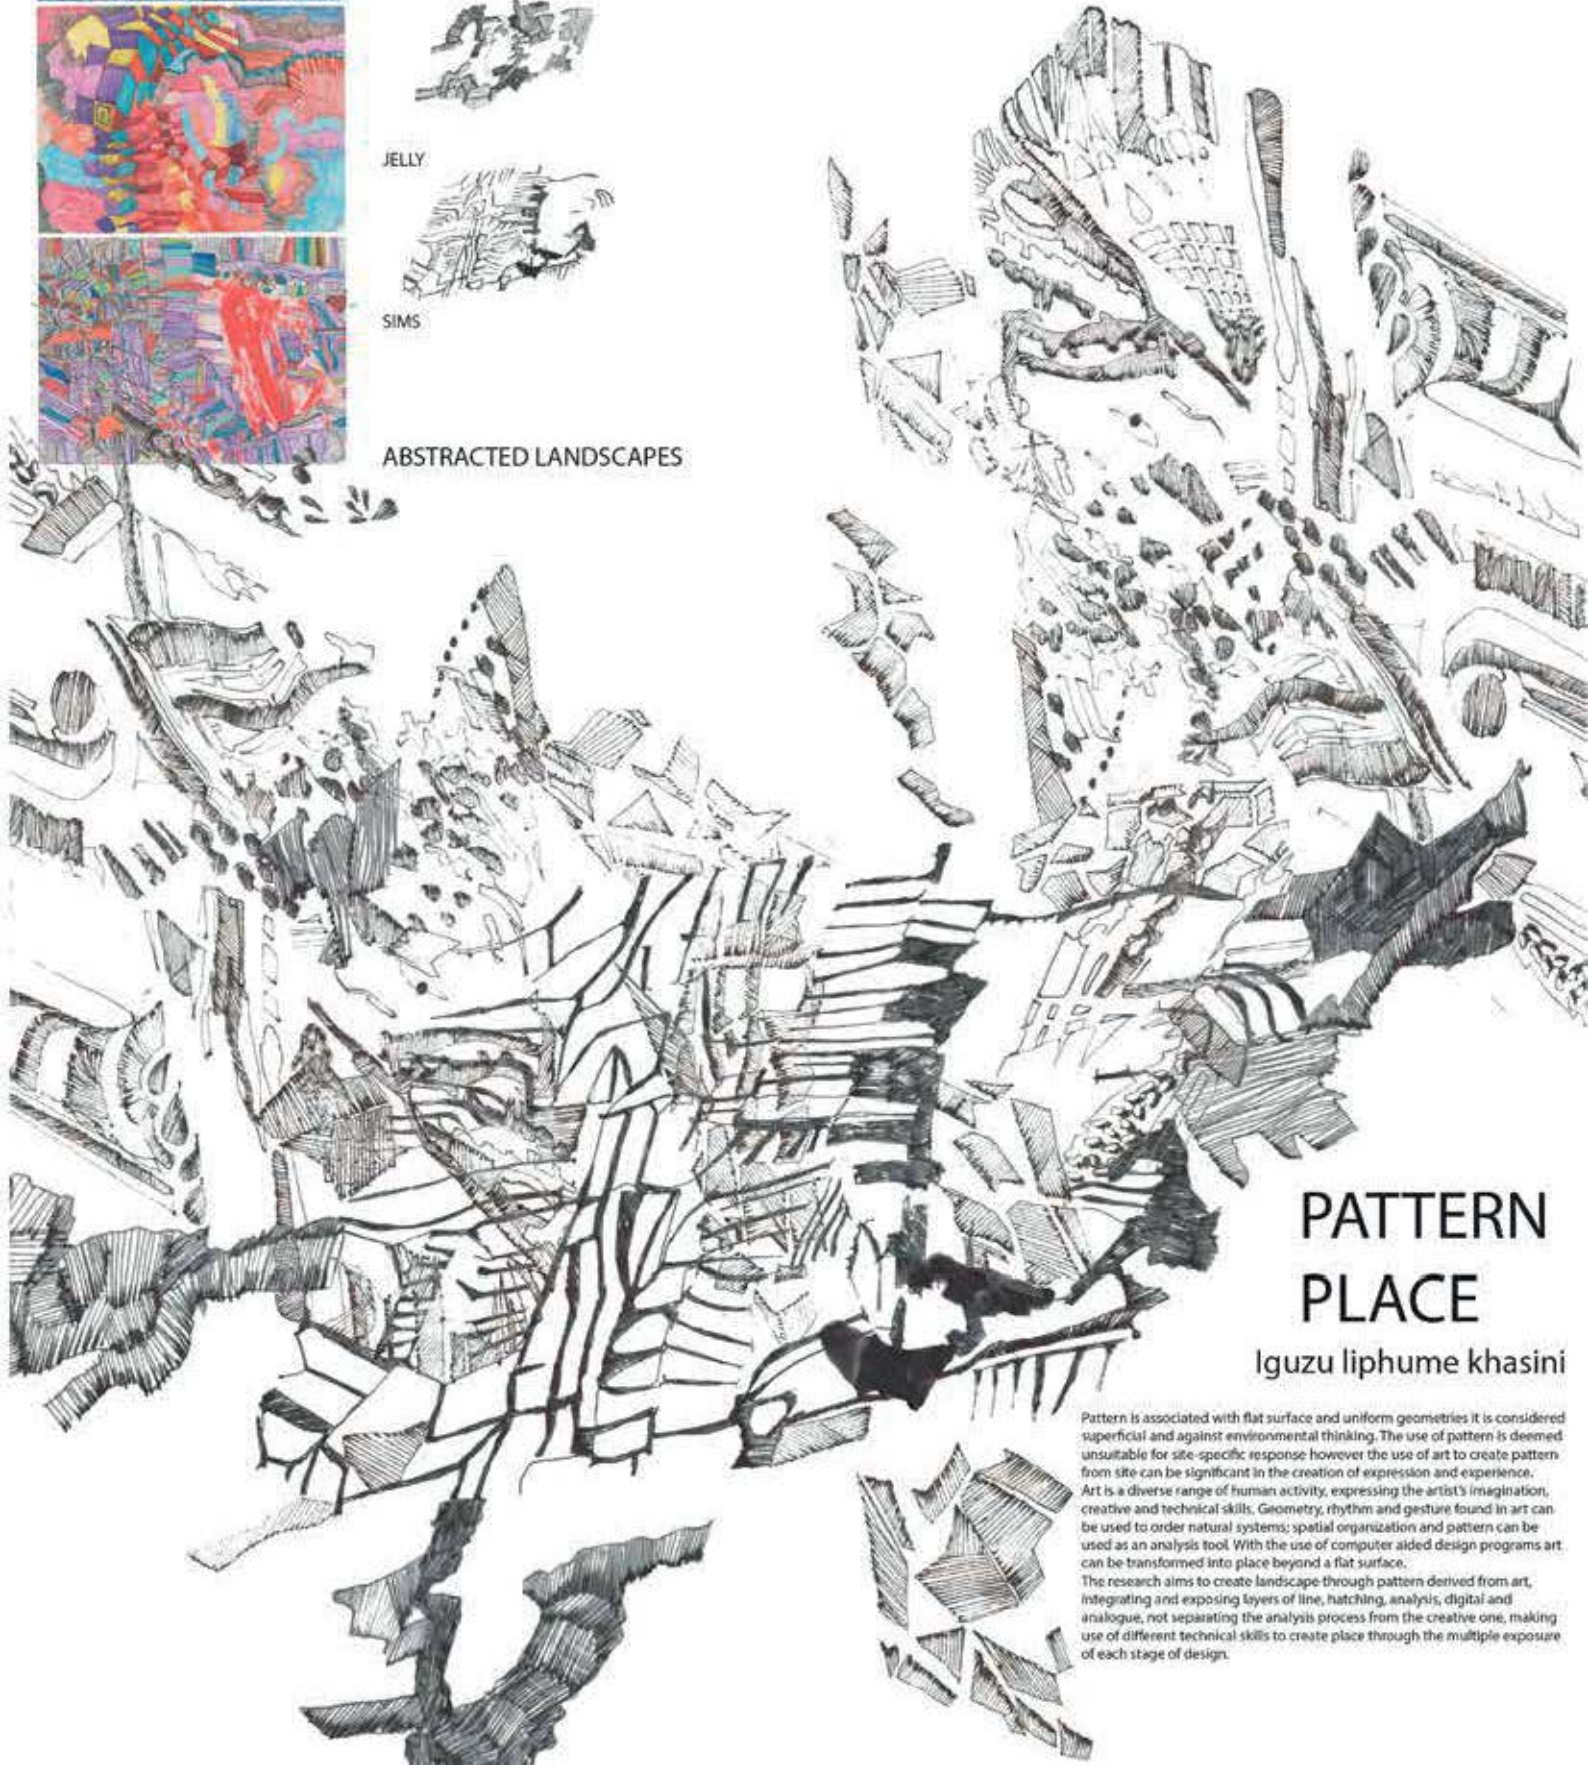 JELLY
SIMS
ABSTRACTED LANDSCAPES
PATTERN
PLACE
Iguzu liphume khasini
Pattern is associated with flat surface and uniform geometries it is considered
superficial and against environmental thinking. The use of pattern is deemed
unsuitable for site-specific response however the use of art to create pattern
from site can be significant in the creation of expression and experience.
Art is a diverse range of human activity, expressing the artist's imagination,
creative and technical skills. Geometry, rhythm and gesture found in art can
be used to order natural systems; spatial organization and pattern can be
used as an analysis tool. With the use of computer aided design programs art
can be transformed into place beyond a flat surface.
The research aims to create landscape through pattern derived from art,
integrating and exposing layers of line, hatching, analysis, digital and
analogue, not separating the analysis process from the creative one, making
use of different technical skills to create place through the multiple exposure
of each stage of design.